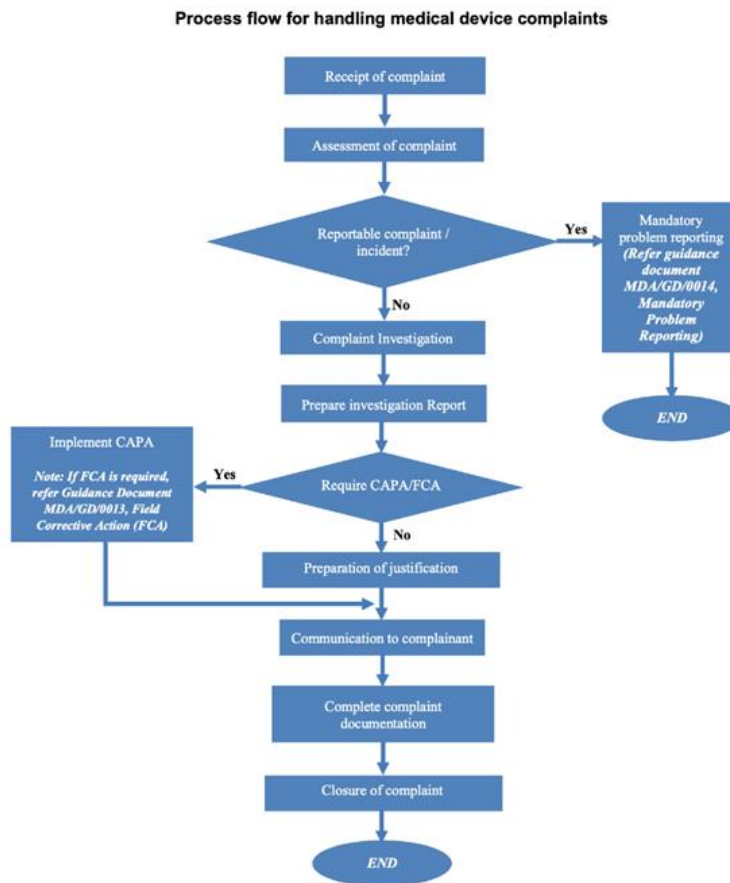 Process flow for handling medical device complaints
Receipt of complaint
Assessment of complaint
Reportable complaint /
incident?
Yes
Mandatory
problem reporting
(Refer guidance
document
MDA/GD/0014,
Mandatory
Problem
Reporting)
END
No
Complaint Investigation
Prepare investigation Report
Require CAPA/FCA
Yes
Implement CAPA
Note: If FCA is required,
refer Guidance Document
MDA/GD/0013, Field
Corrective Action (FCA)
No
Preparation of justification
Communication to complainant
Complete complaint
documentation
Closure of complaint
END